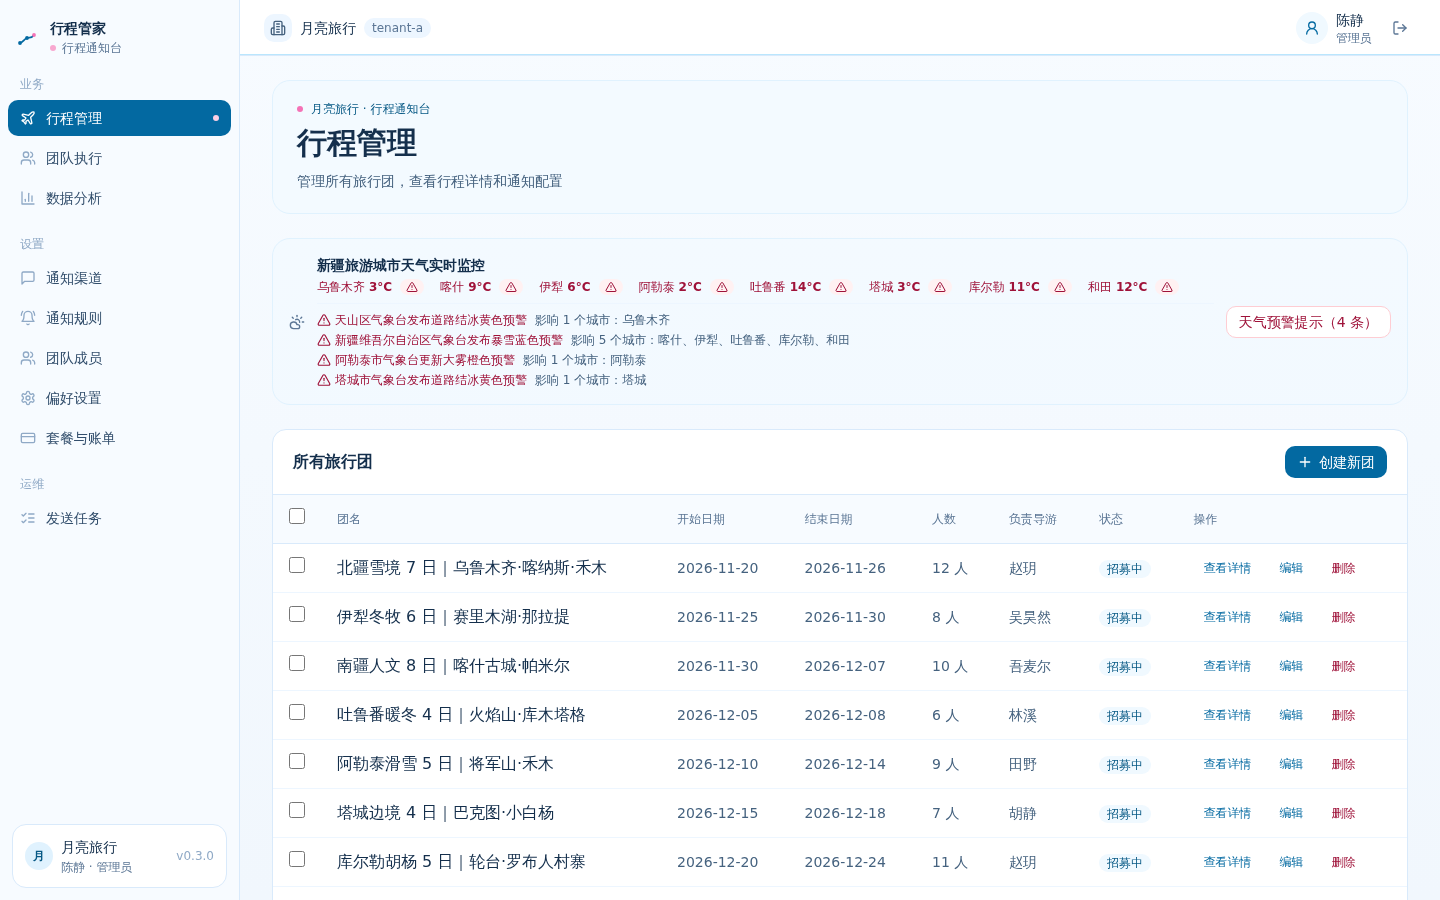 行程管家
行程通知台
业务
行程管理
团队执行
数据分析
设置
通知渠道
通知规则
团队成员
偏好设置
套餐与账单
运维
发送任务
月
月亮旅行
陈静 · 管理员
v0.3.0
月亮旅行 tenant-a
陈静
管理员
月亮旅行 · 行程通知台
行程管理
管理所有旅行团，查看行程详情和通知配置
新疆旅游城市天气实时监控
乌鲁木齐 3°C 喀什 9°C 伊犁 6°C 阿勒泰 2°C 吐鲁番 14°C 塔城 3°C 库尔勒 11°C 和田 12°C
天山区气象台发布道路结冰黄色预警 影响 1 个城市：乌鲁木齐
新疆维吾尔自治区气象台发布暴雪蓝色预警 影响 5 个城市：喀什、伊犁、吐鲁番、库尔勒、和田
阿勒泰市气象台更新大雾橙色预警 影响 1 个城市：阿勒泰
塔城市气象台发布道路结冰黄色预警 影响 1 个城市：塔城
天气预警提示（4 条）
所有旅行团
创建新团
团名 开始日期 结束日期 人数 负责导游 状态 操作
北疆雪境 7 日｜乌鲁木齐·喀纳斯·禾木 2026-11-20 2026-11-26 12 人 赵玥 招募中 查看详情 编辑 删除
伊犁冬牧 6 日｜赛里木湖·那拉提 2026-11-25 2026-11-30 8 人 吴昊然 招募中 查看详情 编辑 删除
南疆人文 8 日｜喀什古城·帕米尔 2026-11-30 2026-12-07 10 人 吾麦尔 招募中 查看详情 编辑 删除
吐鲁番暖冬 4 日｜火焰山·库木塔格 2026-12-05 2026-12-08 6 人 林溪 招募中 查看详情 编辑 删除
阿勒泰滑雪 5 日｜将军山·禾木 2026-12-10 2026-12-14 9 人 田野 招募中 查看详情 编辑 删除
塔城边境 4 日｜巴克图·小白杨 2026-12-15 2026-12-18 7 人 胡静 招募中 查看详情 编辑 删除
库尔勒胡杨 5 日｜轮台·罗布人村寨 2026-12-20 2026-12-24 11 人 赵玥 招募中 查看详情 编辑 删除